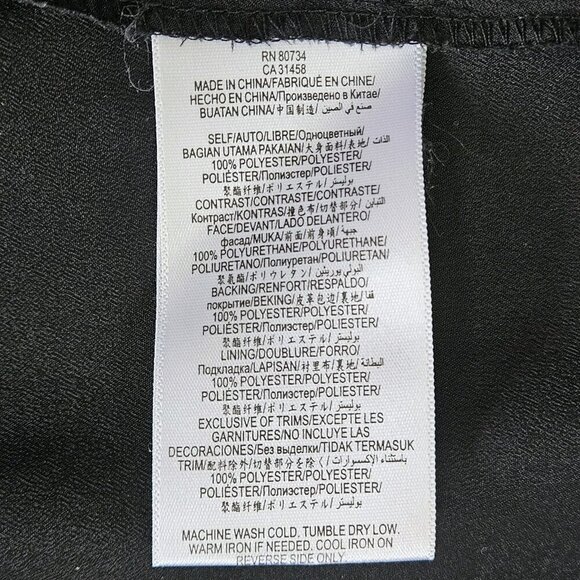 RN 80734
CA 31458
MADE IN CHINA/FABRIQUÉ EN CHINE/
HECHO EN CHINA/Произведено в Китае/
BUATAN CHINA/中国制造/صنع في الصين
SELF/AUTO/LIBRE/Одноцветный/
BAGIAN UTAMA PAKAIAN/大身面料/表地/الذات
100% POLYESTER/POLYESTER/
POLIÉSTER/Полиэстер/POLIESTER/
聚酯纤维/ポリエステル/بوليستر
CONTRAST/CONTRASTE/CONTRASTE/
Контраст/KONTRAS/撞色布/切替部分/التباين
FACE/DEVANT/LADO DELANTERO/
фасад/MUKA/前面/前身頃/جبهة
100% POLYURETHANE/POLYURETHANE/
POLIURETANO/Полиуретан/POLIURETAN/
聚氨酯/ポリウレタン/البولي يوريثين
BACKING/RENFORT/RESPALDO/
покрытие/BEKING/皮革包边/裏地/قفا
100% POLYESTER/POLYESTER/
POLIÉSTER/Полиэстер/POLIESTER/
聚酯纤维/ポリエステル/بوليستر
LINING/DOUBLURE/FORRO/
Подкладка/LAPISAN/衬里布/裏地/البطانة
100% POLYESTER/POLYESTER/
POLIÉSTER/Полиэстер/POLIESTER/
聚酯纤维/ポリエステル/بوليستر
EXCLUSIVE OF TRIMS/EXCEPTE LES
GARNITURES/NO INCLUYE LAS
DECORACIONES/Без выделки/TIDAK TERMASUK
TRIM/配料除外/切替部分を除く/باستثناء الاكسسوارات
100% POLYESTER/POLYESTER/
POLIÉSTER/Полиэстер/POLIESTER/
聚酯纤维/ポリエステル/بوليستر
MACHINE WASH COLD. TUMBLE DRY LOW.
WARM IRON IF NEEDED. COOL IRON ON
REVERSE SIDE ONLY.